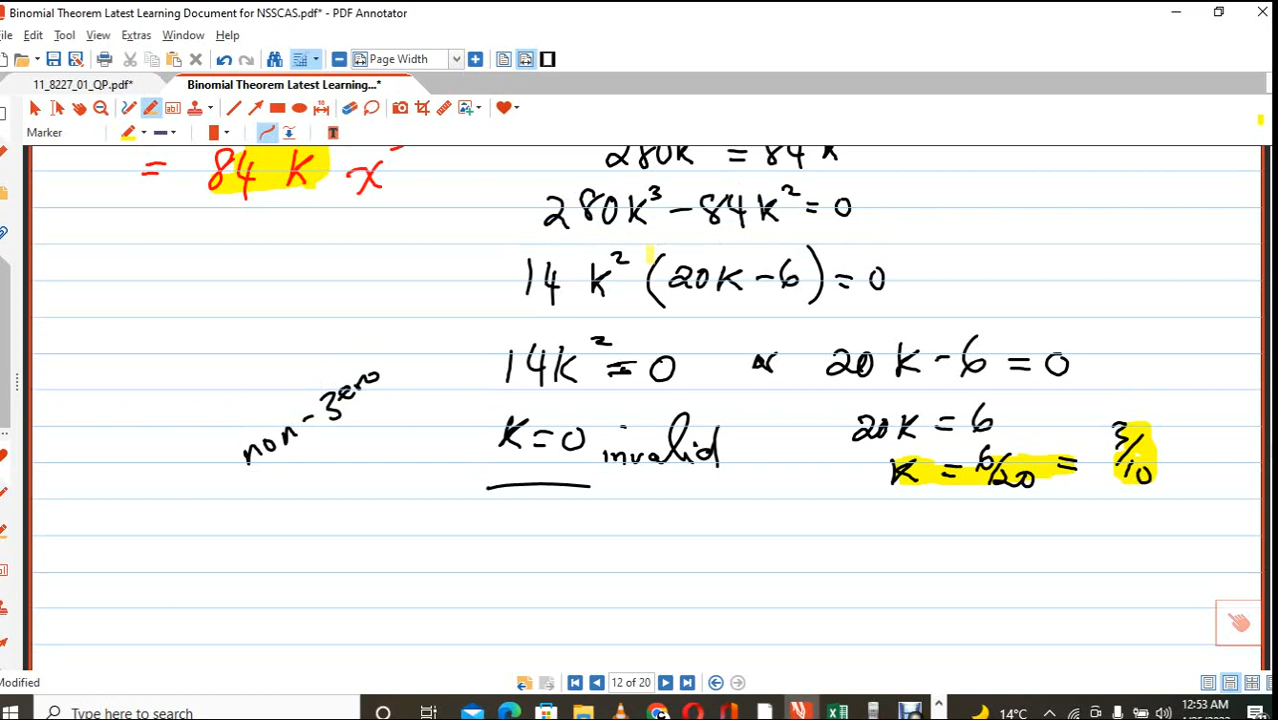 Binomial Theorem Latest Learning Document for NSSCAS.pdf* - PDF Annotator
Edit Tool View Extras Window Help
Page Width
11_8227_01_QP.pdf* Binomial Theorem Latest Learning...*
Marker
= 84 K x
280K = 84 K
280K³ - 84K² = 0
14 K² (20K - 6) = 0
14K² = 0 or 20K - 6 = 0
non-zero
K = 0 invalid
20K = 6
K = 6/20 = 3/10
12 of 20
Modified
Type here to search
14°C
12:53 AM